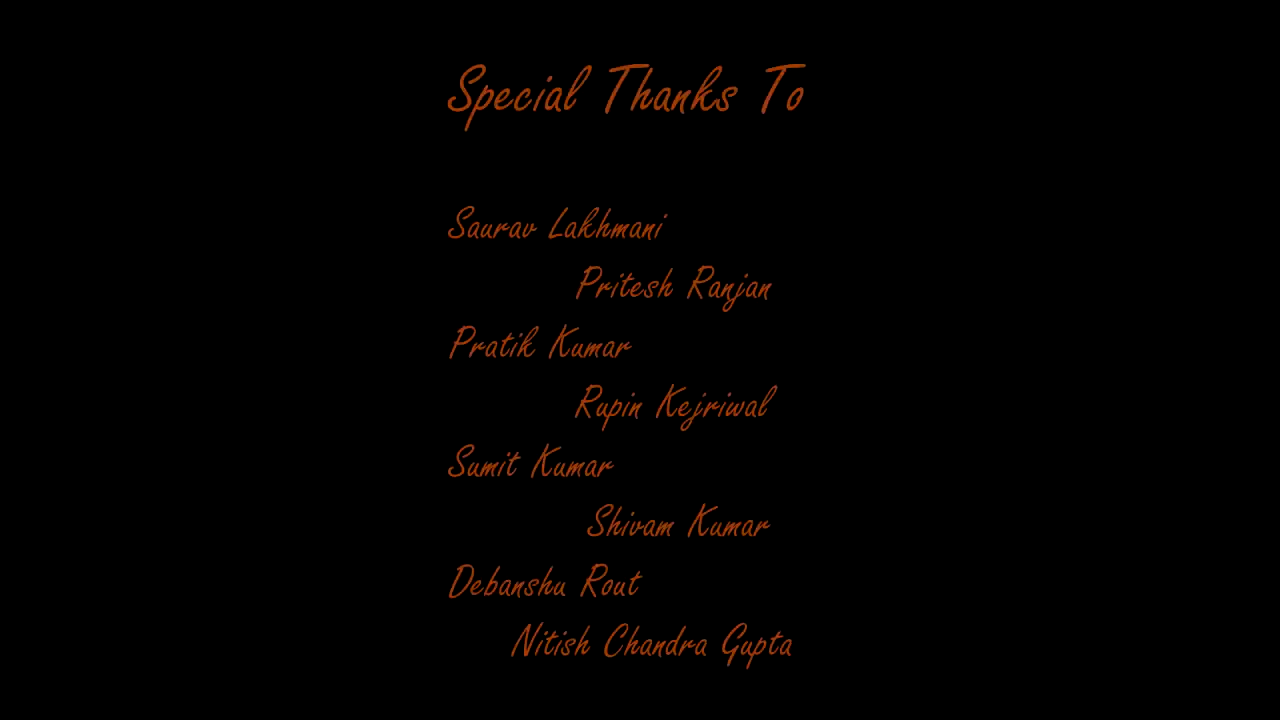 Special Thanks To
Saurav Lakhmani
Pritesh Ranjan
Pratik Kumar
Rupin Kejriwal
Sumit Kumar
Shivam Kumar
Debanshu Rout
Nitish Chandra Gupta